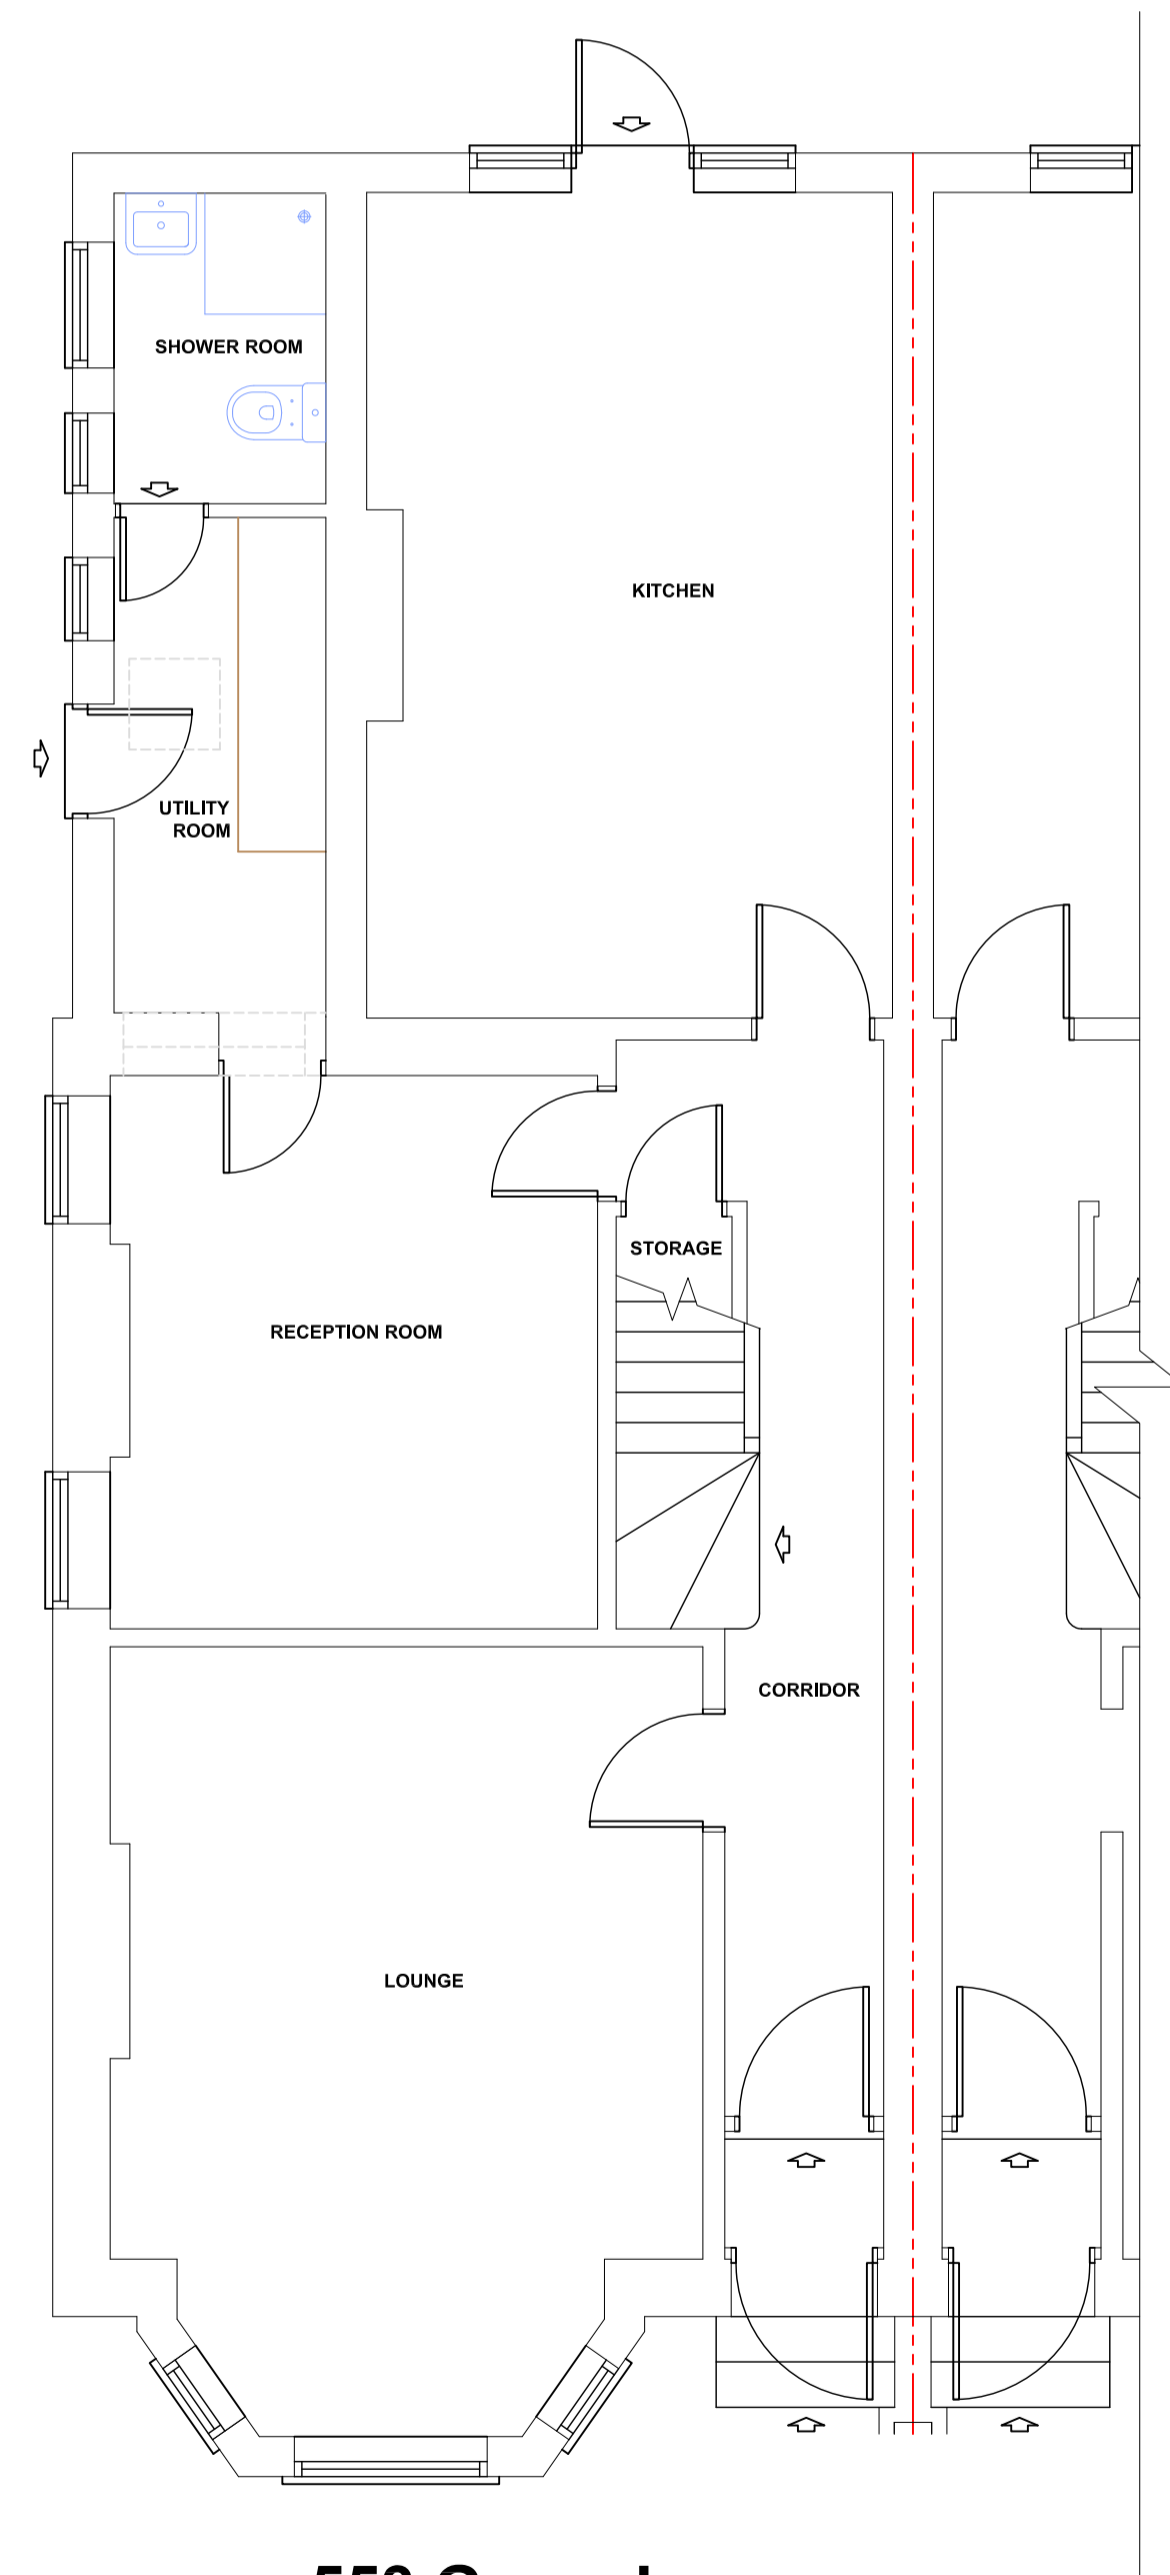 SHOWER ROOM
KITCHEN
UTILITY
ROOM
STORAGE
RECEPTION ROOM
CORRIDOR
LOUNGE